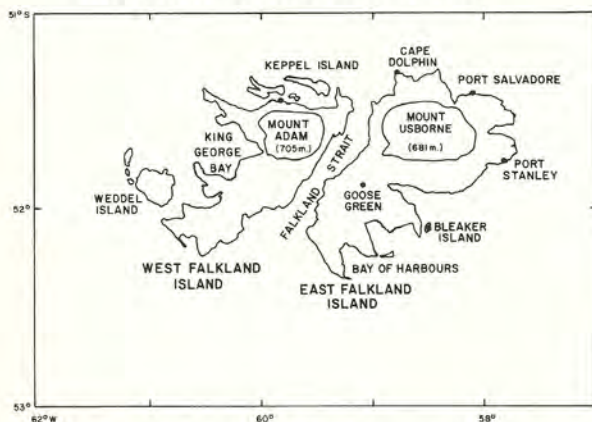 51°S
CAPE
DOLPHIN
KEPPEL ISLAND
PORT SALVADORE
MOUNT
ADAM
(705m.)
MOUNT
USBORNE
(681m.)
KING
GEORGE
BAY
FALKLAND STRAIT
PORT
STANLEY
WEDDEL
ISLAND
GOOSE
GREEN
52°
BLEAKER
ISLAND
WEST FALKLAND
ISLAND
BAY OF HARBOURS
EAST FALKLAND
ISLAND
53°
62°W
60°
58°